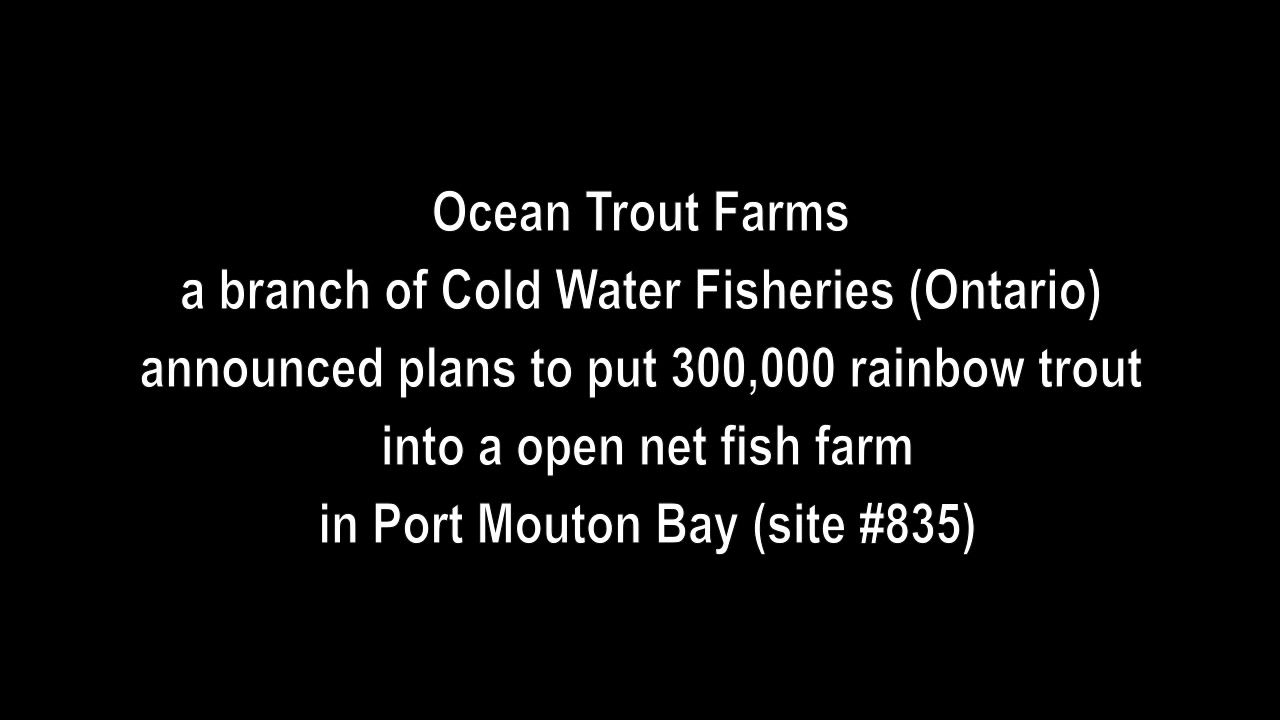 Ocean Trout Farms
a branch of Cold Water Fisheries (Ontario)
announced plans to put 300,000 rainbow trout
into a open net fish farm
in Port Mouton Bay (site #835)